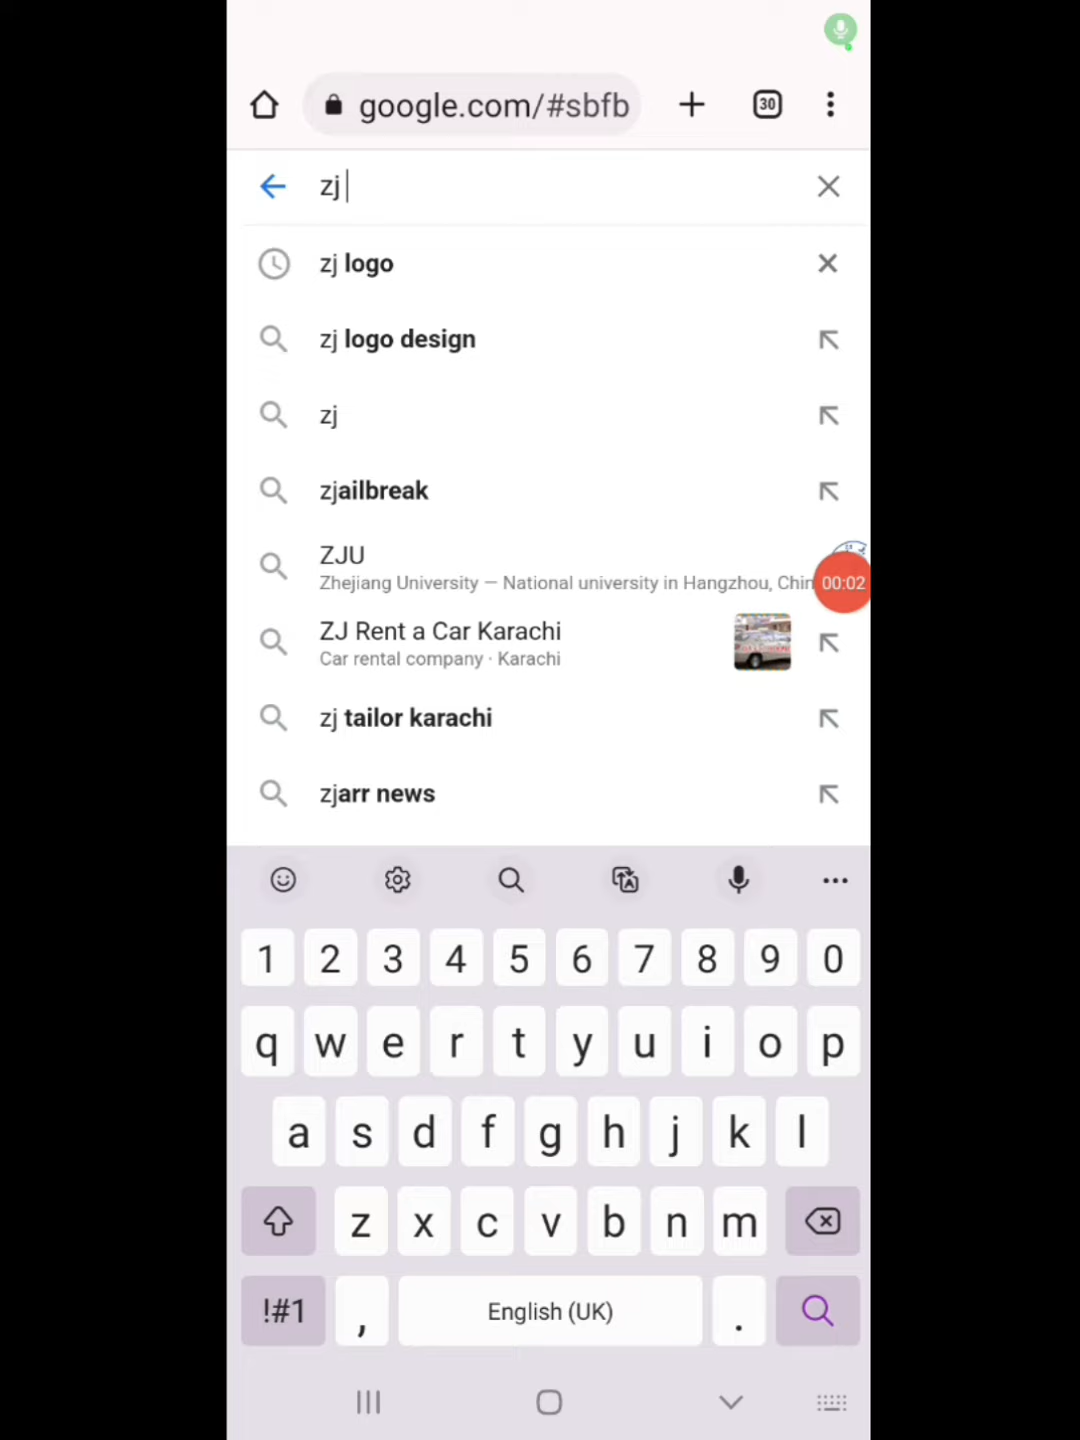 google.com/#sbfb
30
zj
zj logo
zj logo design
zj
zjailbreak
ZJU
Zhejiang University — National university in Hangzhou, Chin
00:02
ZJ Rent a Car Karachi
Car rental company · Karachi
zj tailor karachi
zjarr news
1 2 3 4 5 6 7 8 9 0
q w e r t y u i o p
a s d f g h j k l
z x c v b n m
!#1 , English (UK) .